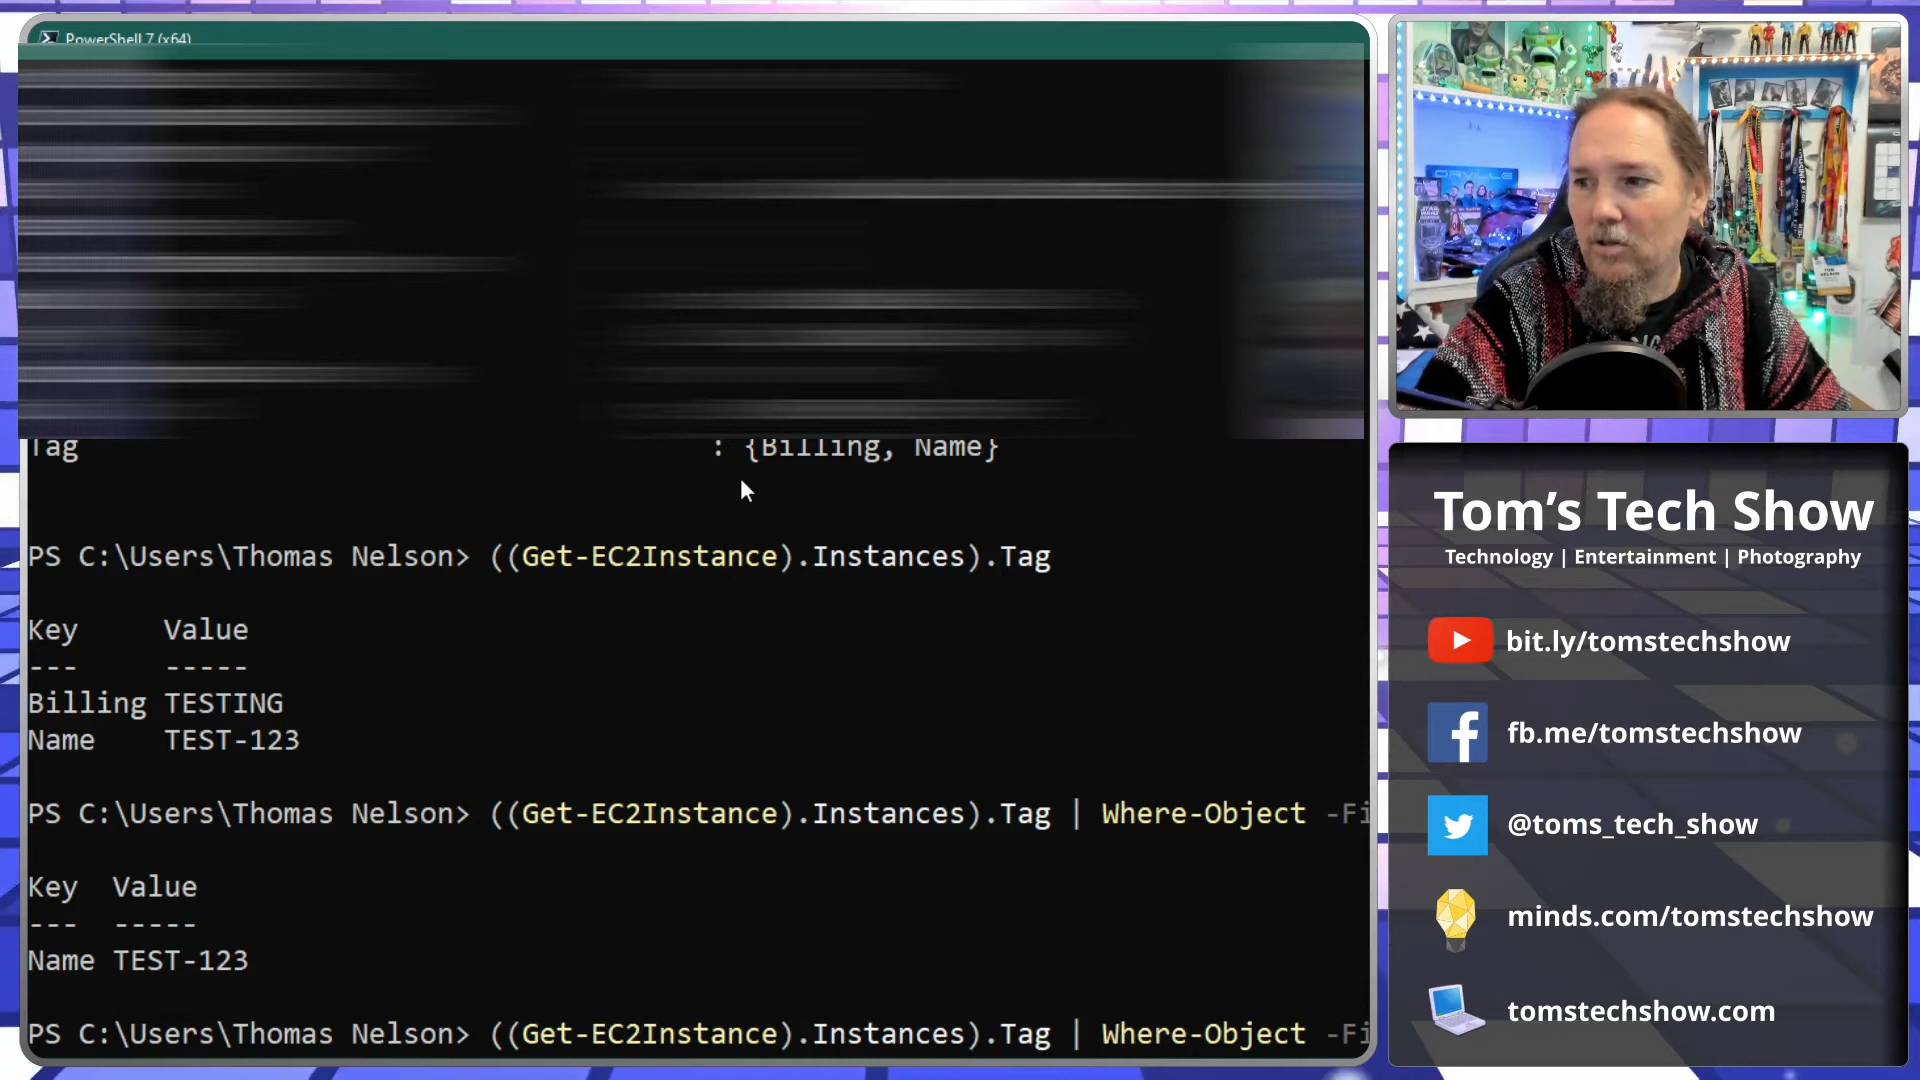 PowerShell 7 (x64)
Tag : {Billing, Name}
PS C:\Users\Thomas Nelson> ((Get-EC2Instance).Instances).Tag
Key Value
--- -----
Billing TESTING
Name TEST-123
PS C:\Users\Thomas Nelson> ((Get-EC2Instance).Instances).Tag | Where-Object -Fi
Key Value
--- -----
Name TEST-123
PS C:\Users\Thomas Nelson> ((Get-EC2Instance).Instances).Tag | Where-Object -Fi
ORVILLE
Tom's Tech Show
Technology | Entertainment | Photography
bit.ly/tomstechshow
fb.me/tomstechshow
@toms_tech_show
minds.com/tomstechshow
tomstechshow.com